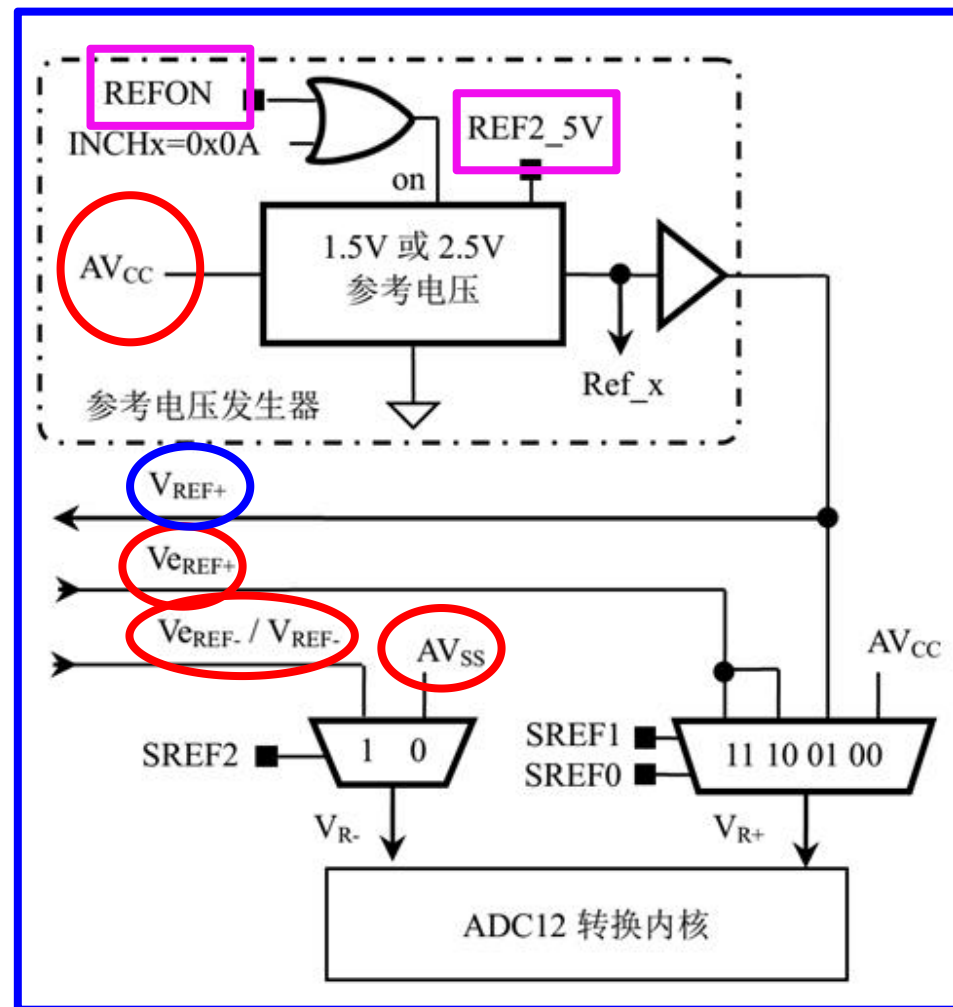 REFON
REF2_5V
INCHx=0x0A
on
AVCC
1.5V 或 2.5V
参考电压
Ref_x
参考电压发生器
VREF+
VeREF+
VeREF- / VREF-
AVSS
AVCC
SREF2
1 0
SREF1
SREF0
11 10 01 00
VR-
VR+
ADC12 转换内核